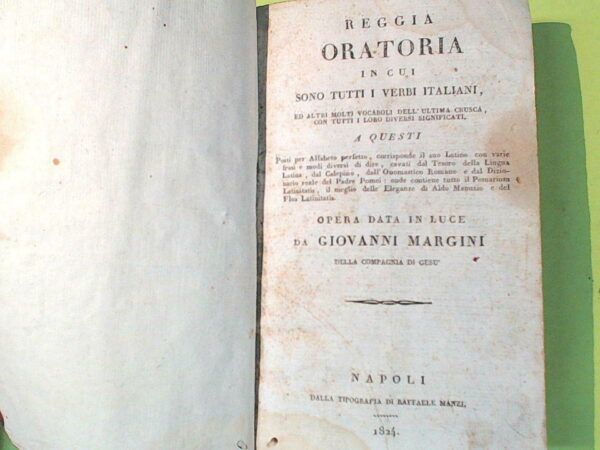 REGGIA
ORATORIA
IN CUI
SONO TUTTI I VERBI ITALIANI,
ED ALTRI MOLTI VOCABOLI DELL' ULTIMA CRUSCA,
CON TUTTI I LORO DIVERSI SIGNIFICATI.
A QUESTI
Posti per Alfabeto perfetto, corrisponde il suo Latino con varie
frasi e modi diversi di dire, cavati dal Tesoro della Lingua
Latina, dal Calepino, dall' Onomastico Romano e dal Dizio-
nario reale del Padre Pomei: onde contiene tutto il Pomariora
Latinitatis, il meglio delle Eleganze di Aldo Manuzio e del
Flos Latinitatis.
OPERA DATA IN LUCE
DA GIOVANNI MARGINI
DELLA COMPAGNIA DI GESU'
NAPOLI
DALLA TIPOGRAFIA DI RAFFAELE MANZI,
1824.